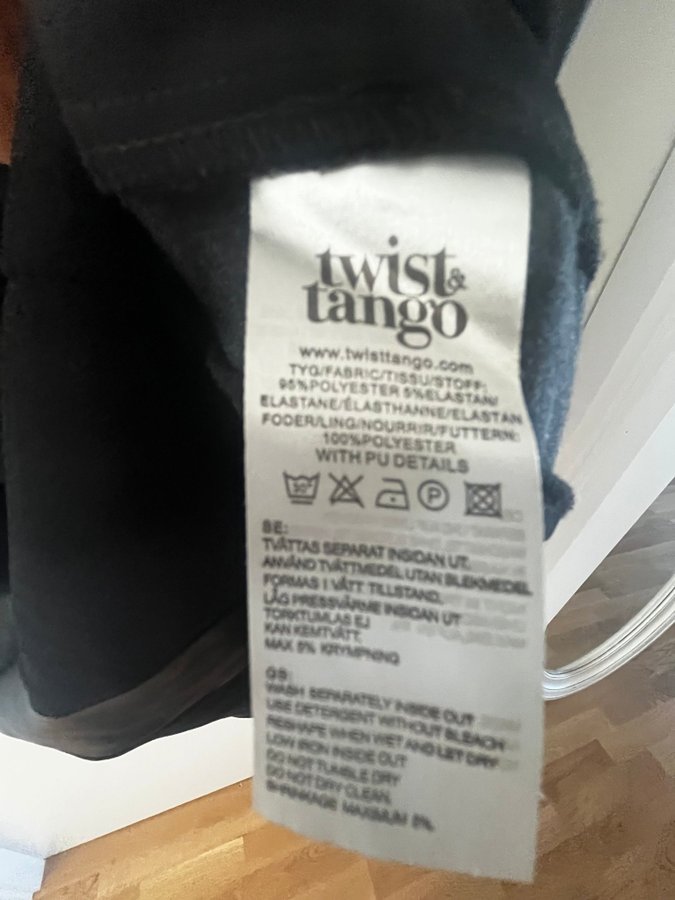 twist&
tango
www.twisttango.com
TYG/FABRIC/TISSU/STOFF:
95%POLYESTER 5%ELASTAN/
ELASTANE/ÉLASTHANNE/ELASTAN
FODER/LING/NOURRIR/FUTTERN:
100%POLYESTER
WITH PU DETAILS
30°
P
SE:
TVÄTTAS SEPARAT INSIDAN UT.
ANVÄND TVÄTTMEDEL UTAN BLEKMEDEL
FORMAS I VÅTT TILLSTAND.
LÅG PRESSVÄRME INSIDAN UT
TORKTUMLAS EJ
KAN KEMTVÄTT.
MAX 5% KRYMPNING
GS:
WASH SEPARATELY INSIDE OUT
USE DETERGENT WITHOUT BLEACH
RESHAPE WHEN WET AND LET DRY
LOW IRON INSIDE OUT
DO NOT TUMBLE DRY
DO NOT DRY CLEAN.
SHRINKAGE MAXIMUM 5%